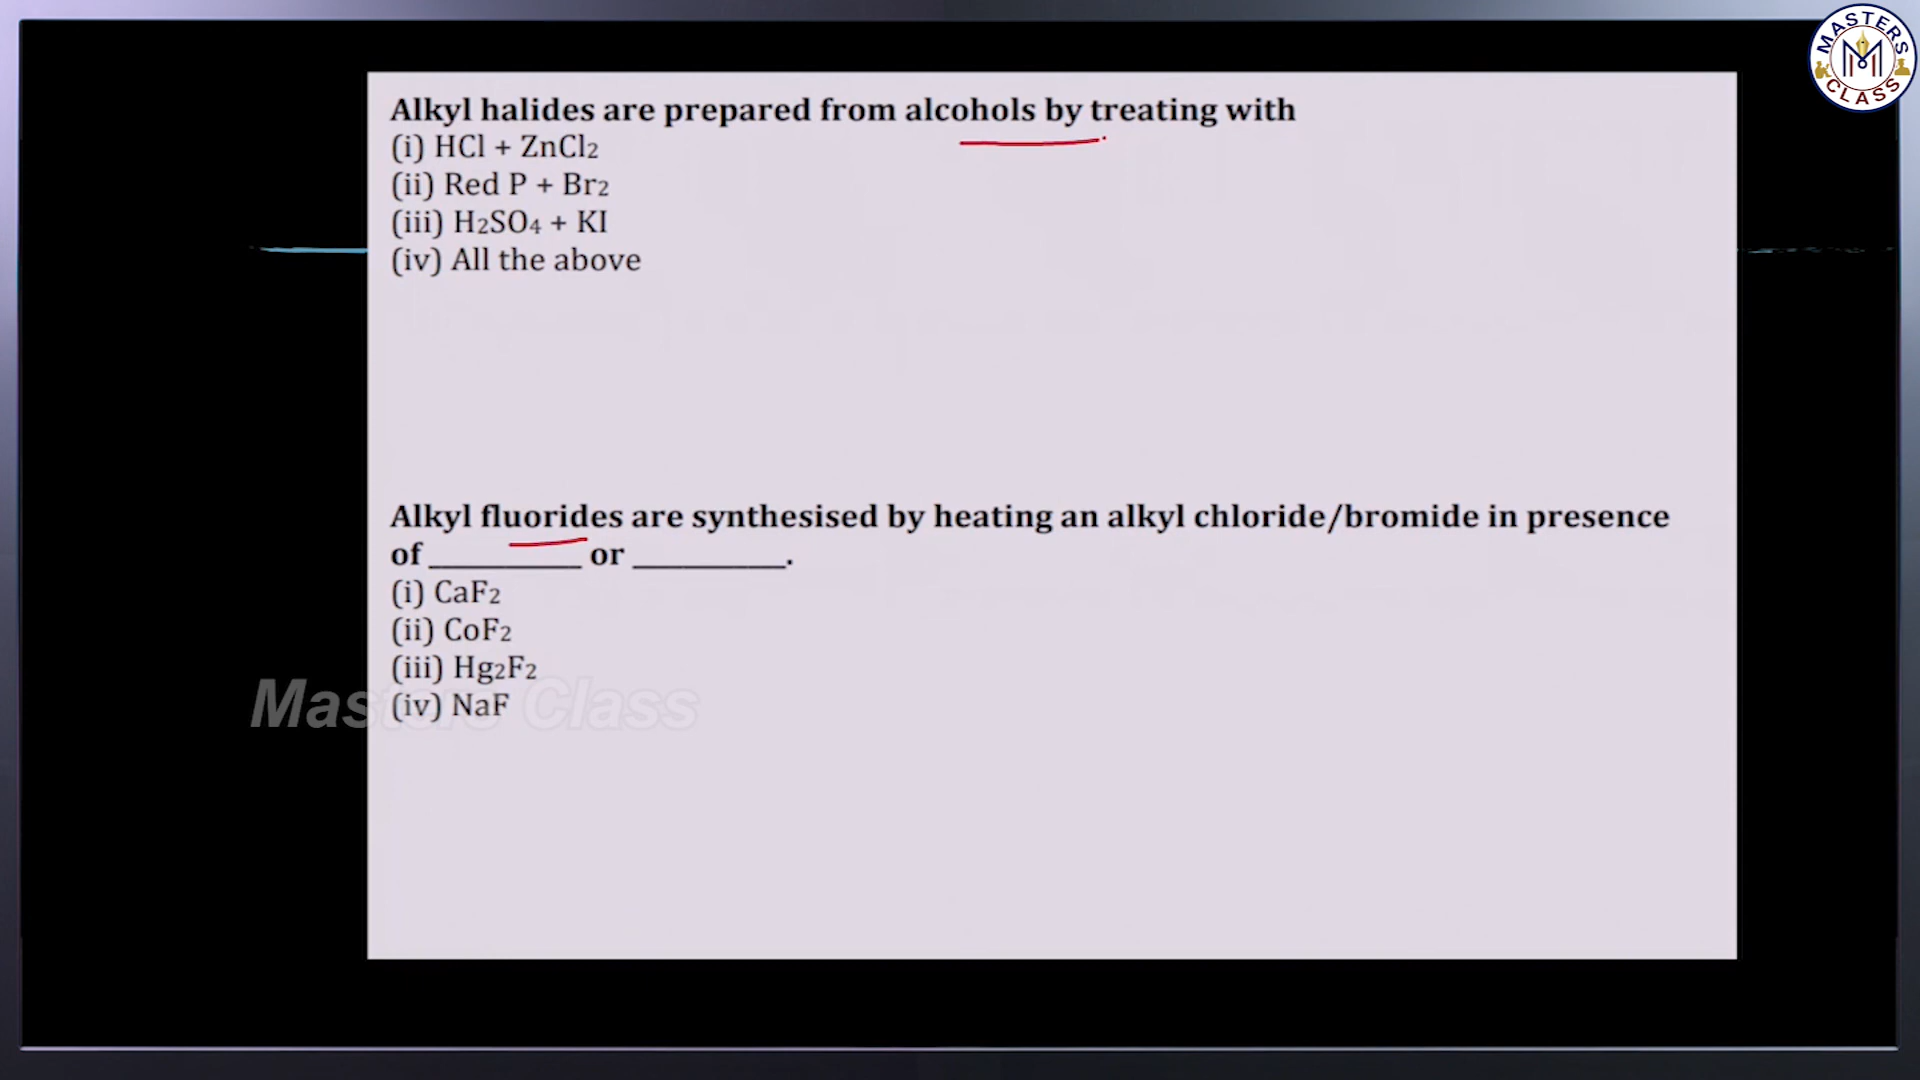 MASTERS
M
CLASS
Alkyl halides are prepared from alcohols by treating with
(i) HCl + ZnCl2
(ii) Red P + Br2
(iii) H2SO4 + KI
(iv) All the above
Alkyl fluorides are synthesised by heating an alkyl chloride/bromide in presence
of __________ or __________.
(i) CaF2
(ii) CoF2
(iii) Hg2F2
(iv) NaF
Masters Class